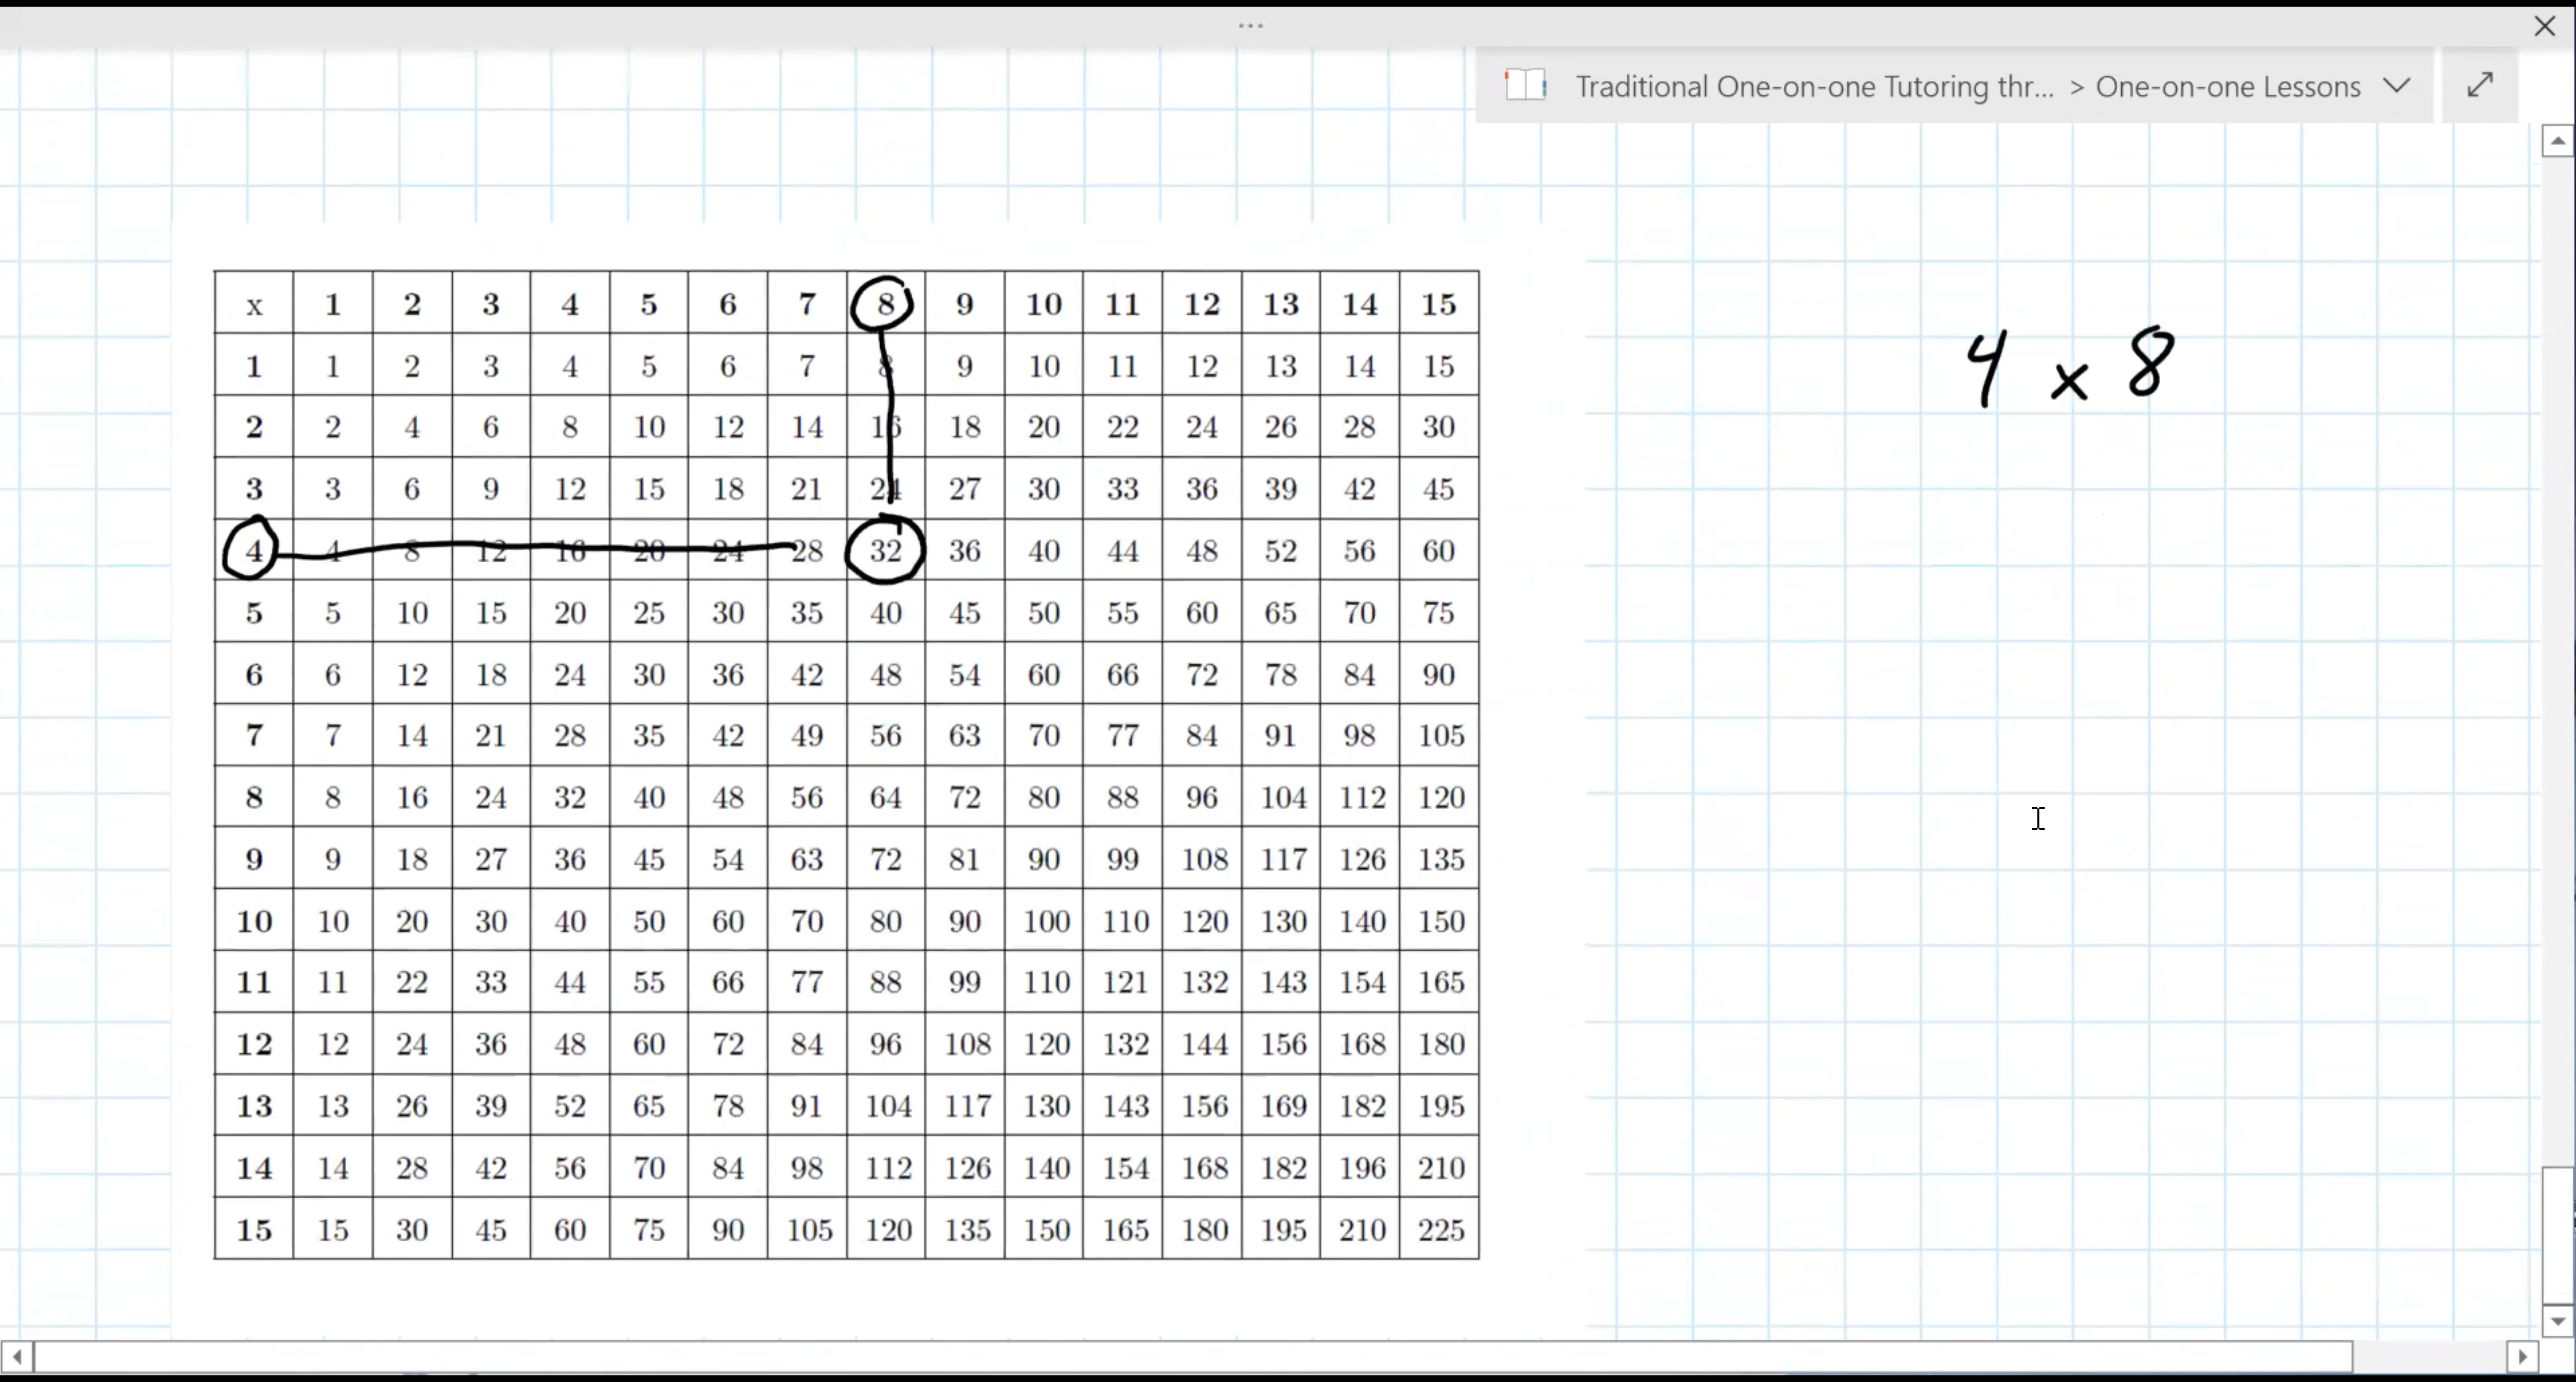 Traditional One-on-one Tutoring thr... > One-on-one Lessons
x 1 2 3 4 5 6 7 8 9 10 11 12 13 14 15
1 1 2 3 4 5 6 7 8 9 10 11 12 13 14 15
2 2 4 6 8 10 12 14 16 18 20 22 24 26 28 30
3 3 6 9 12 15 18 21 24 27 30 33 36 39 42 45
4 4 8 12 16 20 24 28 32 36 40 44 48 52 56 60
5 5 10 15 20 25 30 35 40 45 50 55 60 65 70 75
6 6 12 18 24 30 36 42 48 54 60 66 72 78 84 90
7 7 14 21 28 35 42 49 56 63 70 77 84 91 98 105
8 8 16 24 32 40 48 56 64 72 80 88 96 104 112 120
9 9 18 27 36 45 54 63 72 81 90 99 108 117 126 135
10 10 20 30 40 50 60 70 80 90 100 110 120 130 140 150
11 11 22 33 44 55 66 77 88 99 110 121 132 143 154 165
12 12 24 36 48 60 72 84 96 108 120 132 144 156 168 180
13 13 26 39 52 65 78 91 104 117 130 143 156 169 182 195
14 14 28 42 56 70 84 98 112 126 140 154 168 182 196 210
15 15 30 45 60 75 90 105 120 135 150 165 180 195 210 225
4 x 8